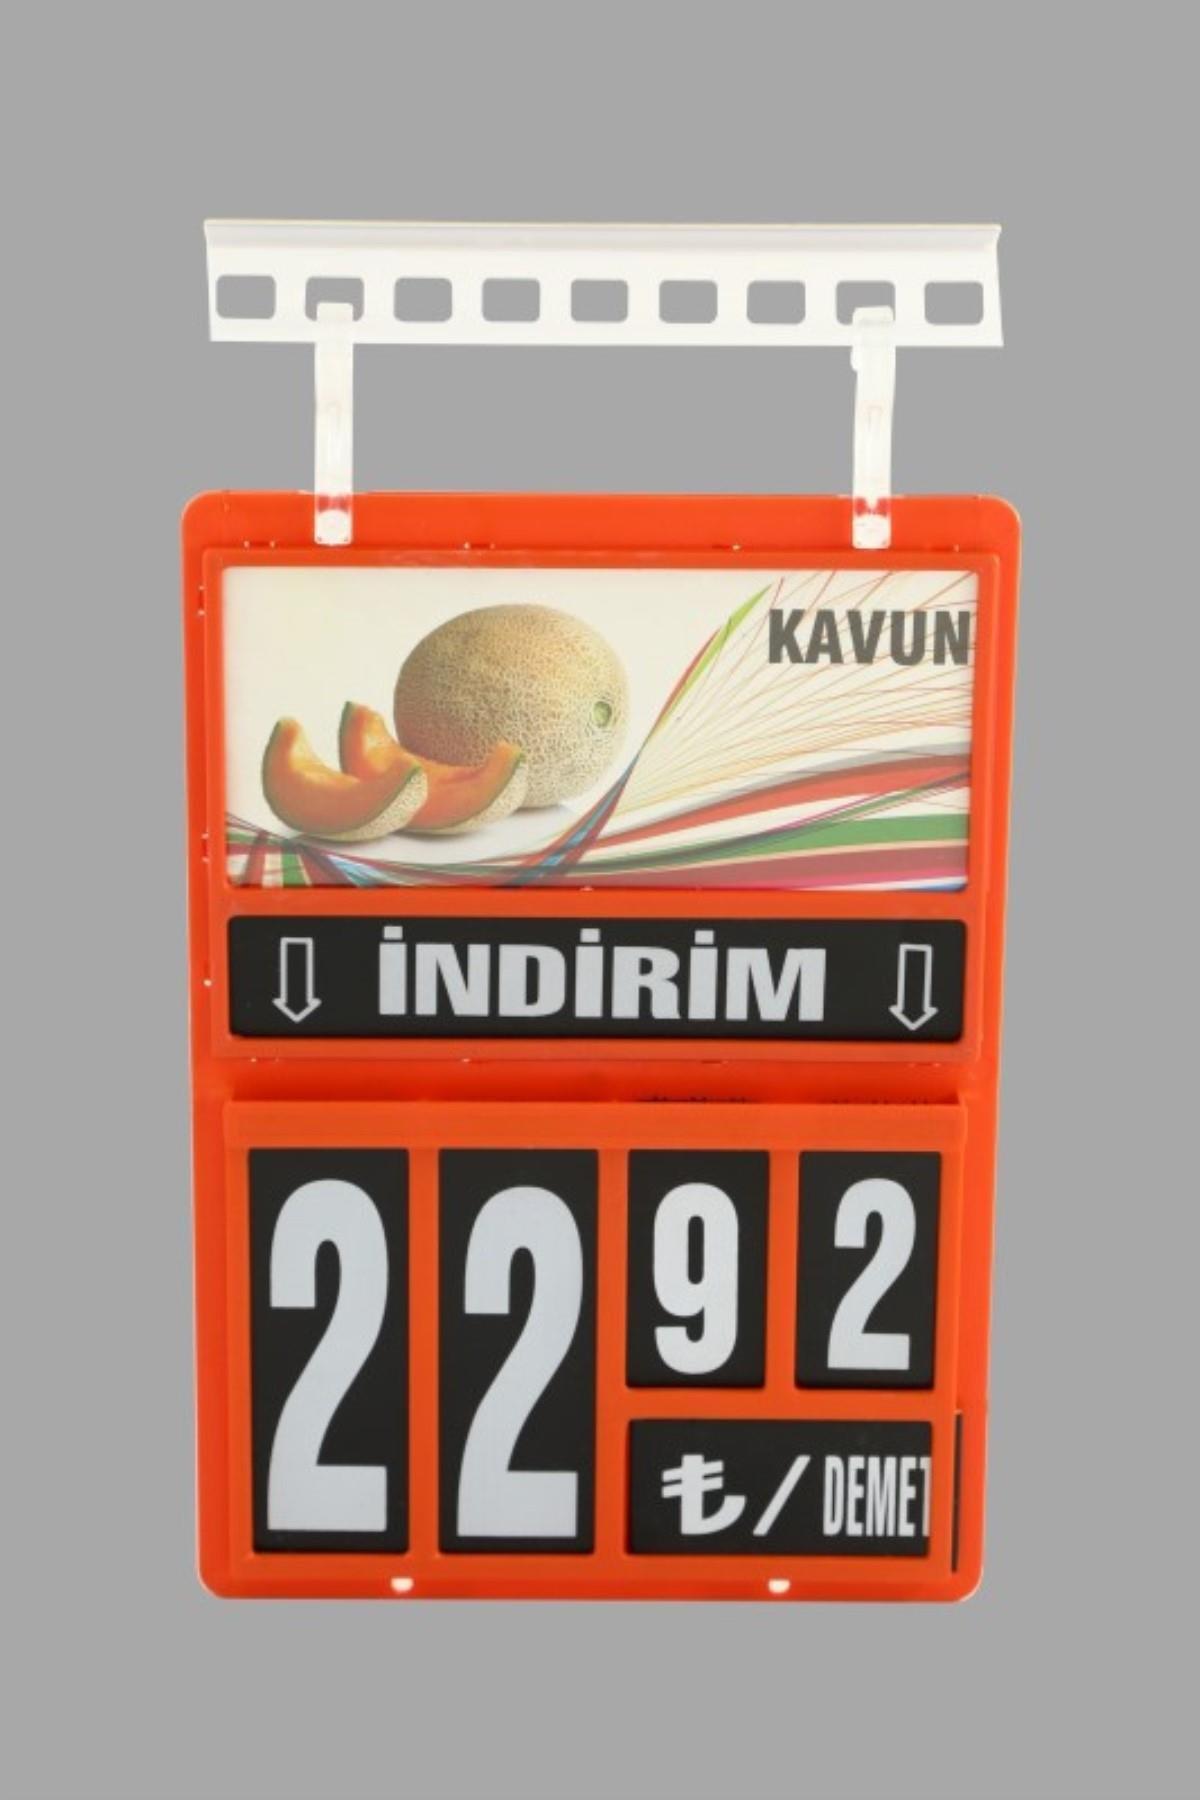 KAVUN
İNDİRİM
22 92
₺/DEMET